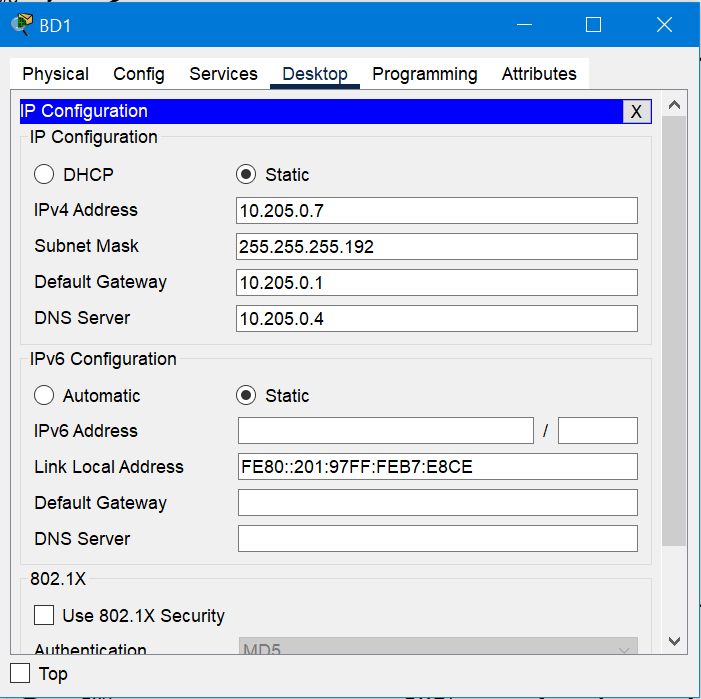 BD1
Physical Config Services Desktop Programming Attributes
IP Configuration X
IP Configuration
DHCP Static
IPv4 Address 10.205.0.7
Subnet Mask 255.255.255.192
Default Gateway 10.205.0.1
DNS Server 10.205.0.4
IPv6 Configuration
Automatic Static
IPv6 Address /
Link Local Address FE80::201:97FF:FEB7:E8CE
Default Gateway
DNS Server
802.1X
Use 802.1X Security
Authentication MD5
Top